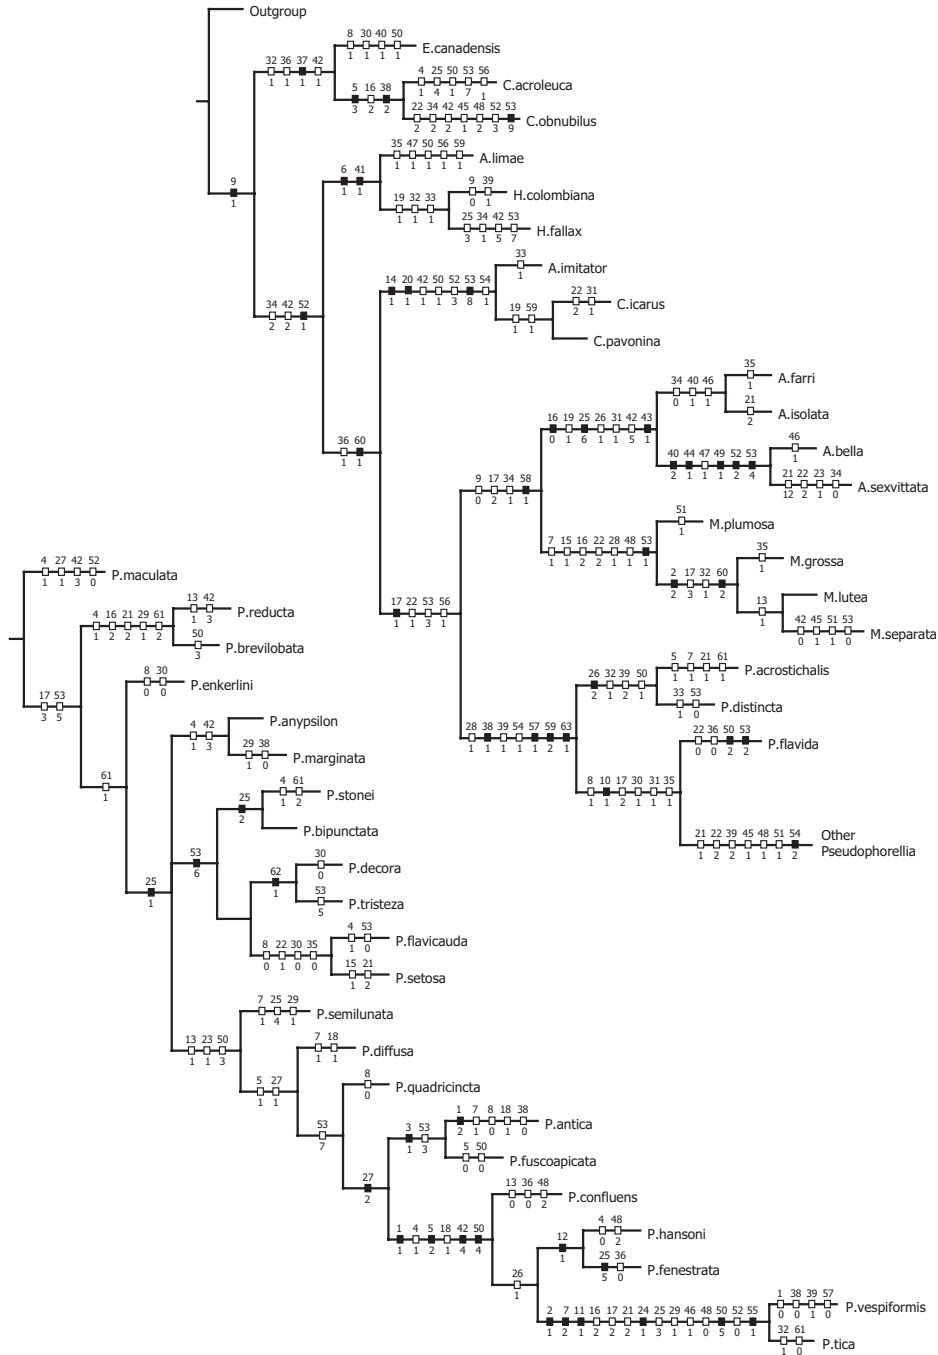 Outgroup
8 30 40 50
1 1 1 1
E.canadensis
32 36 37 42
1 1 1 1
4 25 50 53 56
1 4 1 7 1
C.acroleuca
5 16 38
3 2 2
22 34 42 45 48 52 53
2 2 2 1 2 3 9
C.obnubilus
9
1
35 47 50 56 59
1 1 1 1 1
A.limae
6 41
1 1
9 39
0 1
H.colombiana
19 32 33
1 1 1
25 34 42 53
3 1 5 7
H.fallax
34 42 52
2 2 1
33
1
A.imitator
14 20 42 50 52 53 54
1 1 1 1 3 8 1
22 31
2 1
C.icarus
19 59
1 1
C.pavonina
36 60
1 1
35
1
A.farri
34 40 46
0 1 1
21
2
A.isolata
16 19 25 26 31 42 43
0 1 6 1 1 5 1
46
1
A.bella
40 44 47 49 52 53
2 1 1 1 2 4
21 22 23 34
12 2 1 0
A.sexvittata
9 17 34 58
0 2 1 1
51
1
M.plumosa
7 15 16 22 28 48 53
1 1 2 2 1 1 1
35
1
M.grossa
2 17 32 60
2 3 1 2
M.lutea
13
1
42 45 51 53
0 1 1 0
M.separata
17 22 53 56
1 1 3 1
5 7 21 61
1 1 1 1
P.acrostichalis
26 32 39 50
2 1 2 1
33 53
1 0
P.distincta
28 38 39 54 57 59 63
1 1 1 1 1 2 1
22 36 50 53
0 0 2 2
P.flavida
8 10 17 30 31 35
1 1 2 1 1 1
21 22 39 45 48 51 54
1 2 2 1 1 1 2
Other
Pseudophorellia
4 27 42 52
1 1 3 0
P.maculata
13 42
1 3
P.reducta
4 16 21 29 61
1 2 2 1 2
50
3
P.brevilobata
17 53
3 5
8 30
0 0
P.enkerlini
61
1
P.anypsilon
4 42
1 3
29 38
1 0
P.marginata
25
1
4 61
1 2
P.stonei
25
2
P.bipunctata
53
6
30
0
P.decora
62
1
53
5
P.tristeza
4 53
1 0
P.flavicauda
8 22 30 35
0 1 0 0
15 21
1 2
P.setosa
7 25 29
1 4 1
P.semilunata
13 23 50
1 1 3
7 18
1 1
P.diffusa
5 27
1 1
8
0
P.quadricincta
53
7
1 7 8 18 38
2 1 0 1 0
P.antica
3 53
1 3
5 50
0 0
P.fuscoapicata
27
2
13 36 48
0 0 2
P.confluens
1 4 5 18 42 50
1 1 2 1 4 4
4 48
0 2
P.hansoni
12
1
25 36
5 0
P.fenestrata
26
1
1 38 39 57
0 0 1 0
P.vespiformis
2 7 11 16 17 21 24 25 29 46 48 50 52 55
1 2 1 2 2 2 1 3 1 1 0 5 0 1
32 61
1 0
P.tica